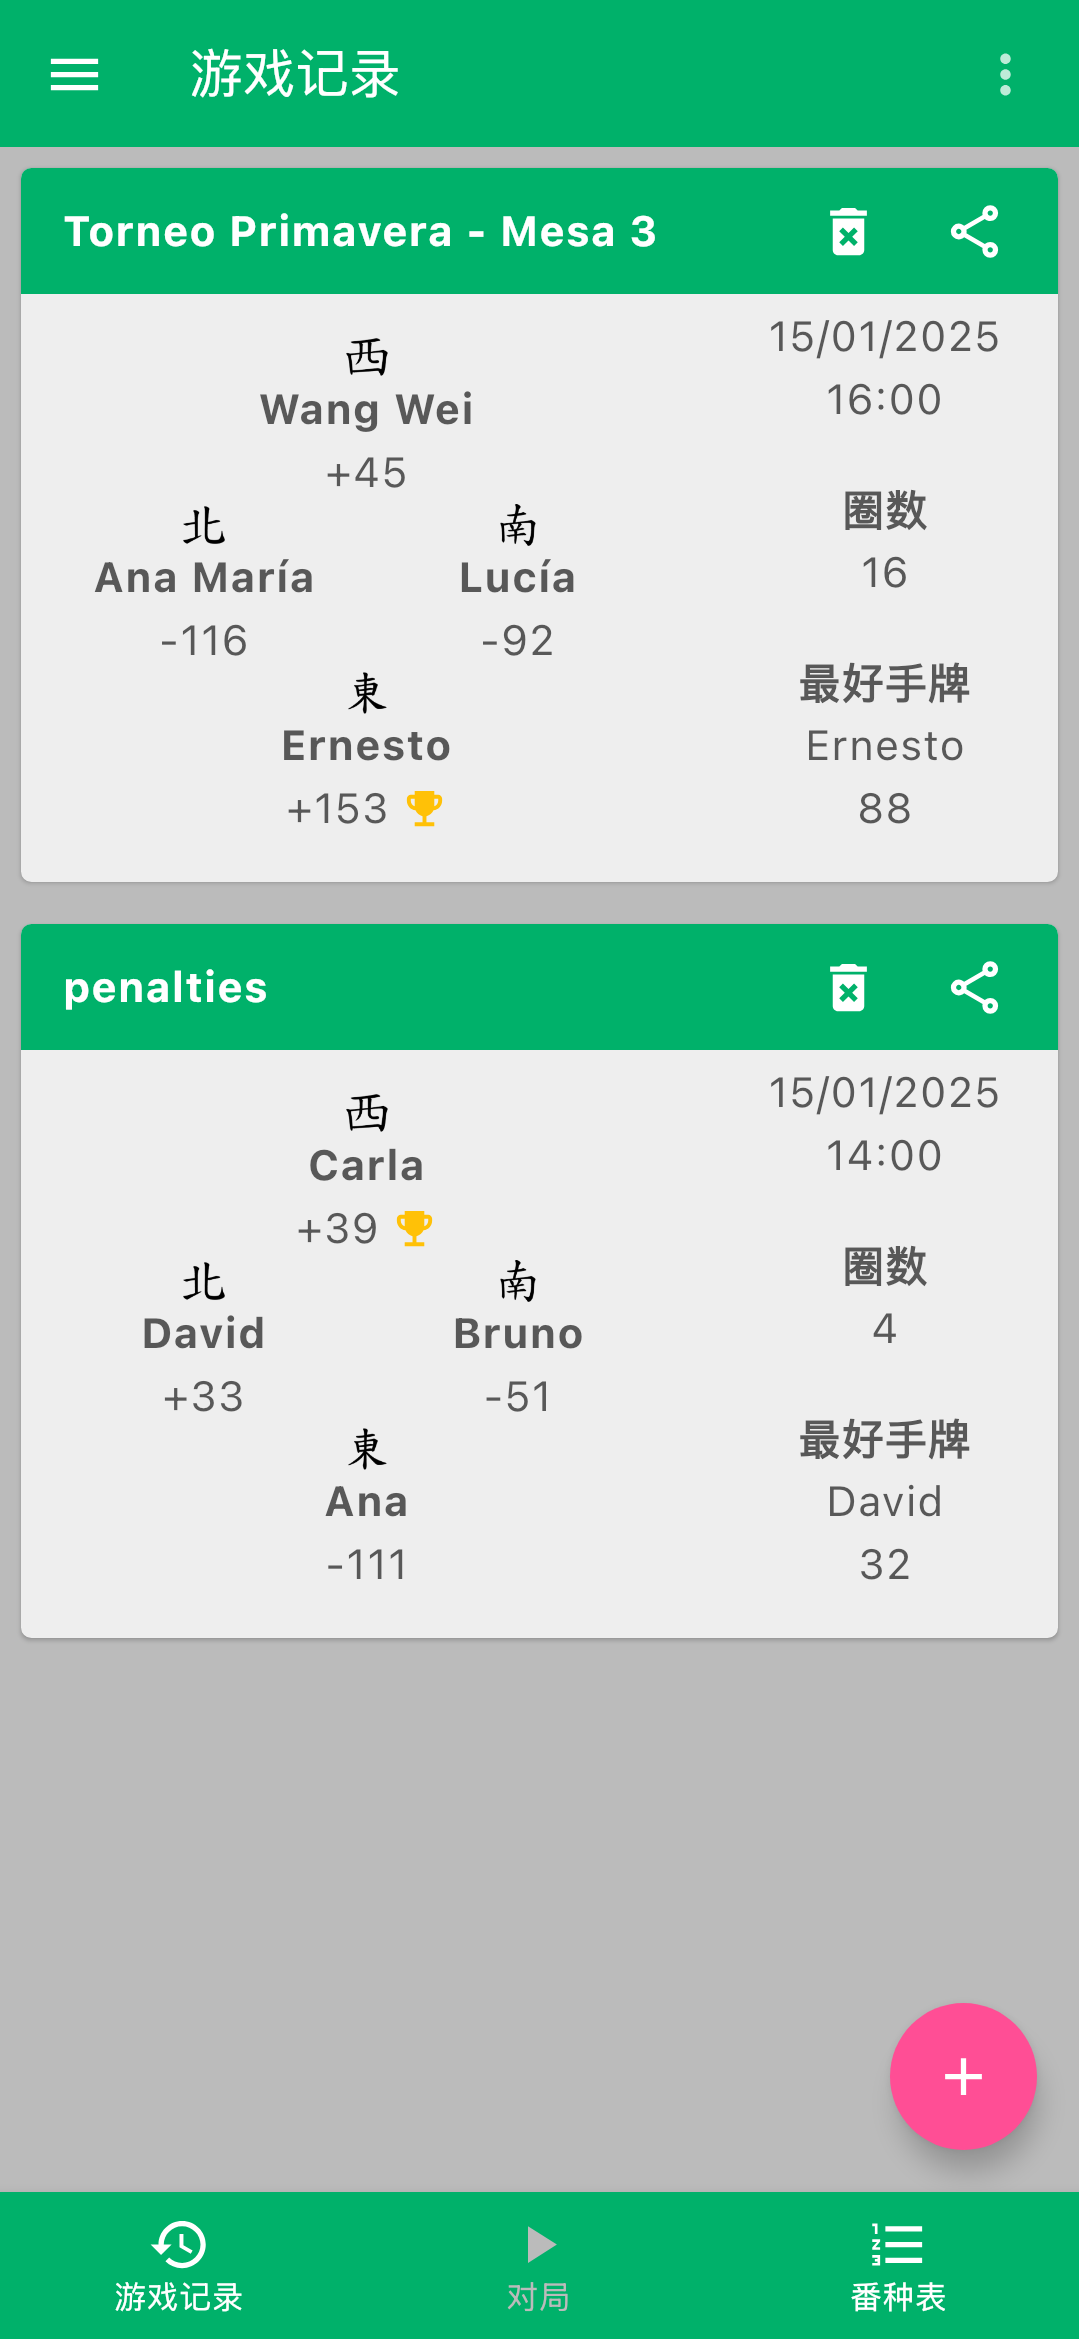 游戏记录
Torneo Primavera - Mesa 3
西
Wang Wei
+45
北
Ana María
-116
南
Lucía
-92
東
Ernesto
+153
15/01/2025
16:00
圈数
16
最好手牌
Ernesto
88
penalties
西
Carla
+39
北
David
+33
南
Bruno
-51
東
Ana
-111
15/01/2025
14:00
圈数
4
最好手牌
David
32
游戏记录
对局
番种表